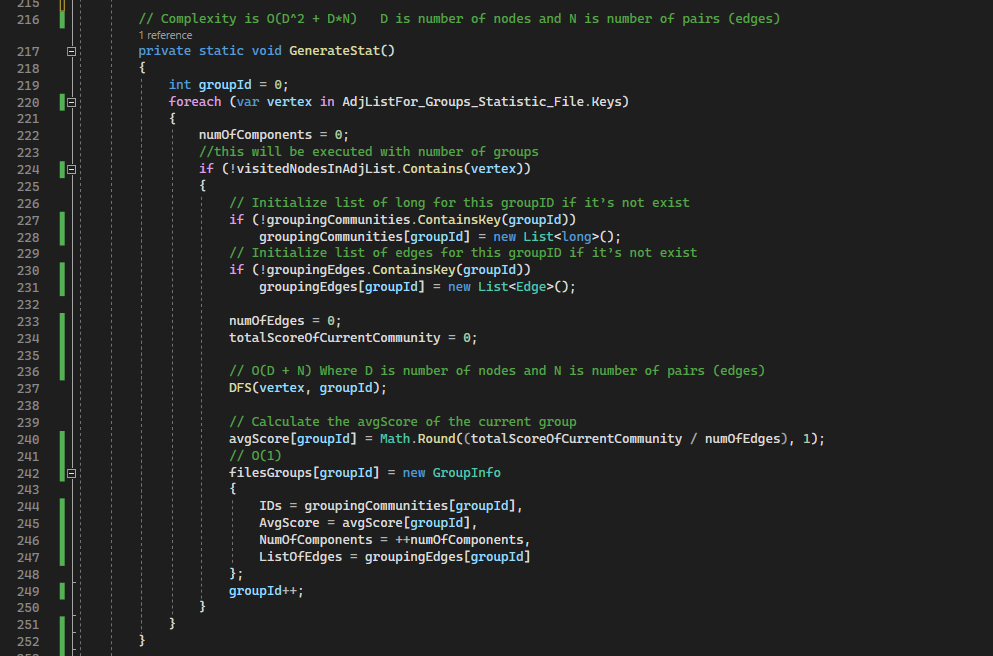 215
216 // Complexity is O(D^2 + D*N)   D is number of nodes and N is number of pairs (edges)
1 reference
217 private static void GenerateStat()
218 {
219 int groupId = 0;
220 foreach (var vertex in AdjListFor_Groups_Statistic_File.Keys)
221 {
222 numOfComponents = 0;
223 //this will be executed with number of groups
224 if (!visitedNodesInAdjList.Contains(vertex))
225 {
226 // Initialize list of long for this groupID if it's not exist
227 if (!groupingCommunities.ContainsKey(groupId))
228 groupingCommunities[groupId] = new List<long>();
229 // Initialize list of edges for this groupID if it's not exist
230 if (!groupingEdges.ContainsKey(groupId))
231 groupingEdges[groupId] = new List<Edge>();
232
233 numOfEdges = 0;
234 totalScoreOfCurrentCommunity = 0;
235
236 // O(D + N) Where D is number of nodes and N is number of pairs (edges)
237 DFS(vertex, groupId);
238
239 // Calculate the avgScore of the current group
240 avgScore[groupId] = Math.Round((totalScoreOfCurrentCommunity / numOfEdges), 1);
241 // O(1)
242 filesGroups[groupId] = new GroupInfo
243 {
244 IDs = groupingCommunities[groupId],
245 AvgScore = avgScore[groupId],
246 NumOfComponents = ++numOfComponents,
247 ListOfEdges = groupingEdges[groupId]
248 };
249 groupId++;
250 }
251 }
252 }